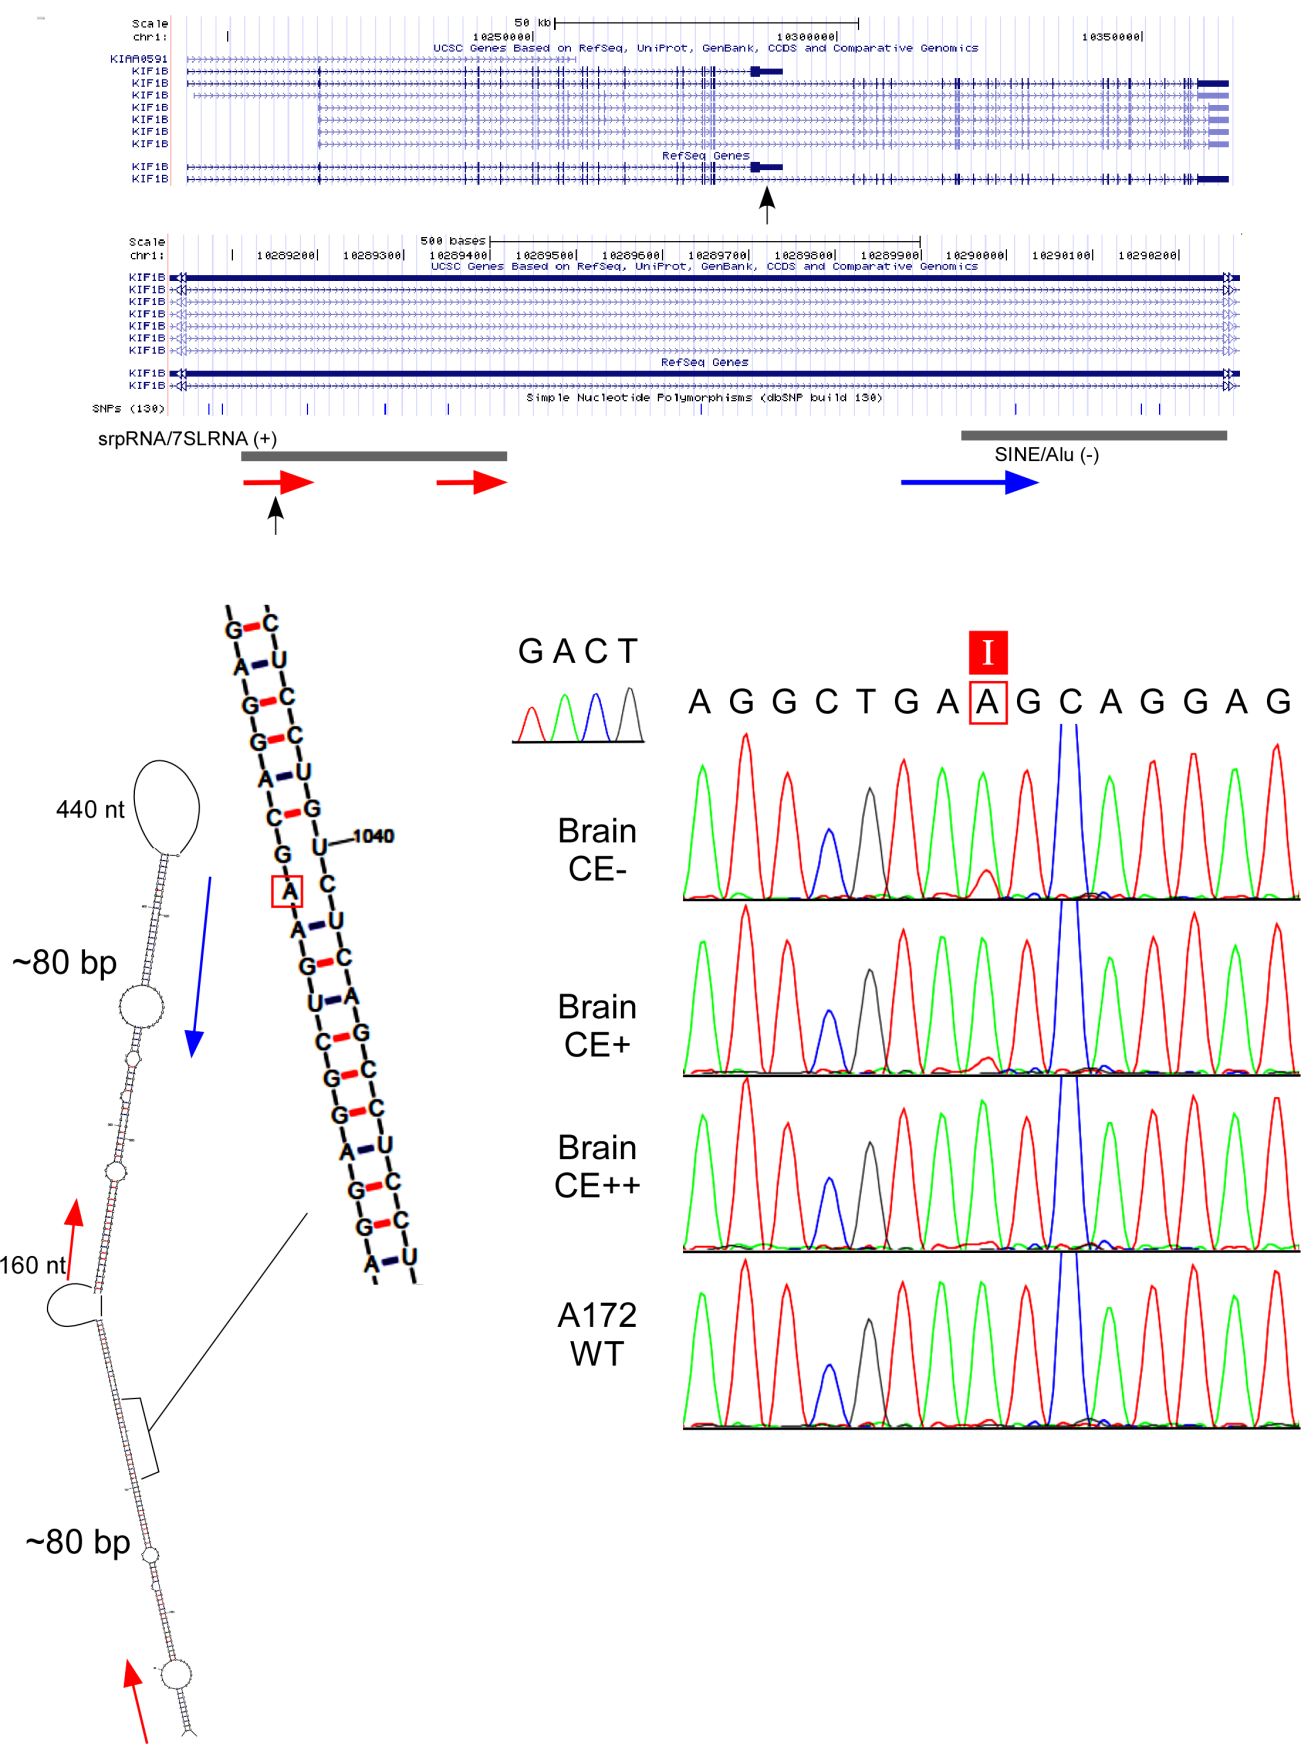 Scale 50 kb
chr1: 10250000 10300000 10350000
UCSC Genes Based on RefSeq, UniProt, GenBank, CCDS and Comparative Genomics
KIAA0591
KIF1B
KIF1B
KIF1B
KIF1B
KIF1B
KIF1B
KIF1B
RefSeq Genes
KIF1B
KIF1B
Scale 500 bases
chr1: 10289200 10289300 10289400 10289500 10289600 10289700 10289800 10289900 10290000 10290100 10290200
UCSC Genes Based on RefSeq, UniProt, GenBank, CCDS and Comparative Genomics
KIF1B
KIF1B
KIF1B
KIF1B
KIF1B
KIF1B
KIF1B
RefSeq Genes
KIF1B
KIF1B
Simple Nucleotide Polymorphisms (dbSNP build 130)
SNPs (130)
srpRNA/7SLRNA (+)
SINE/Alu (-)
440 nt
~80 bp
160 nt
~80 bp
G A G G A C G A A G U C G G A G G A
C U C C U G U C U C A G C C U C C U
1040
G A C T
I
A G G C T G A A G C A G G A G
Brain
CE-
Brain
CE+
Brain
CE++
A172
WT